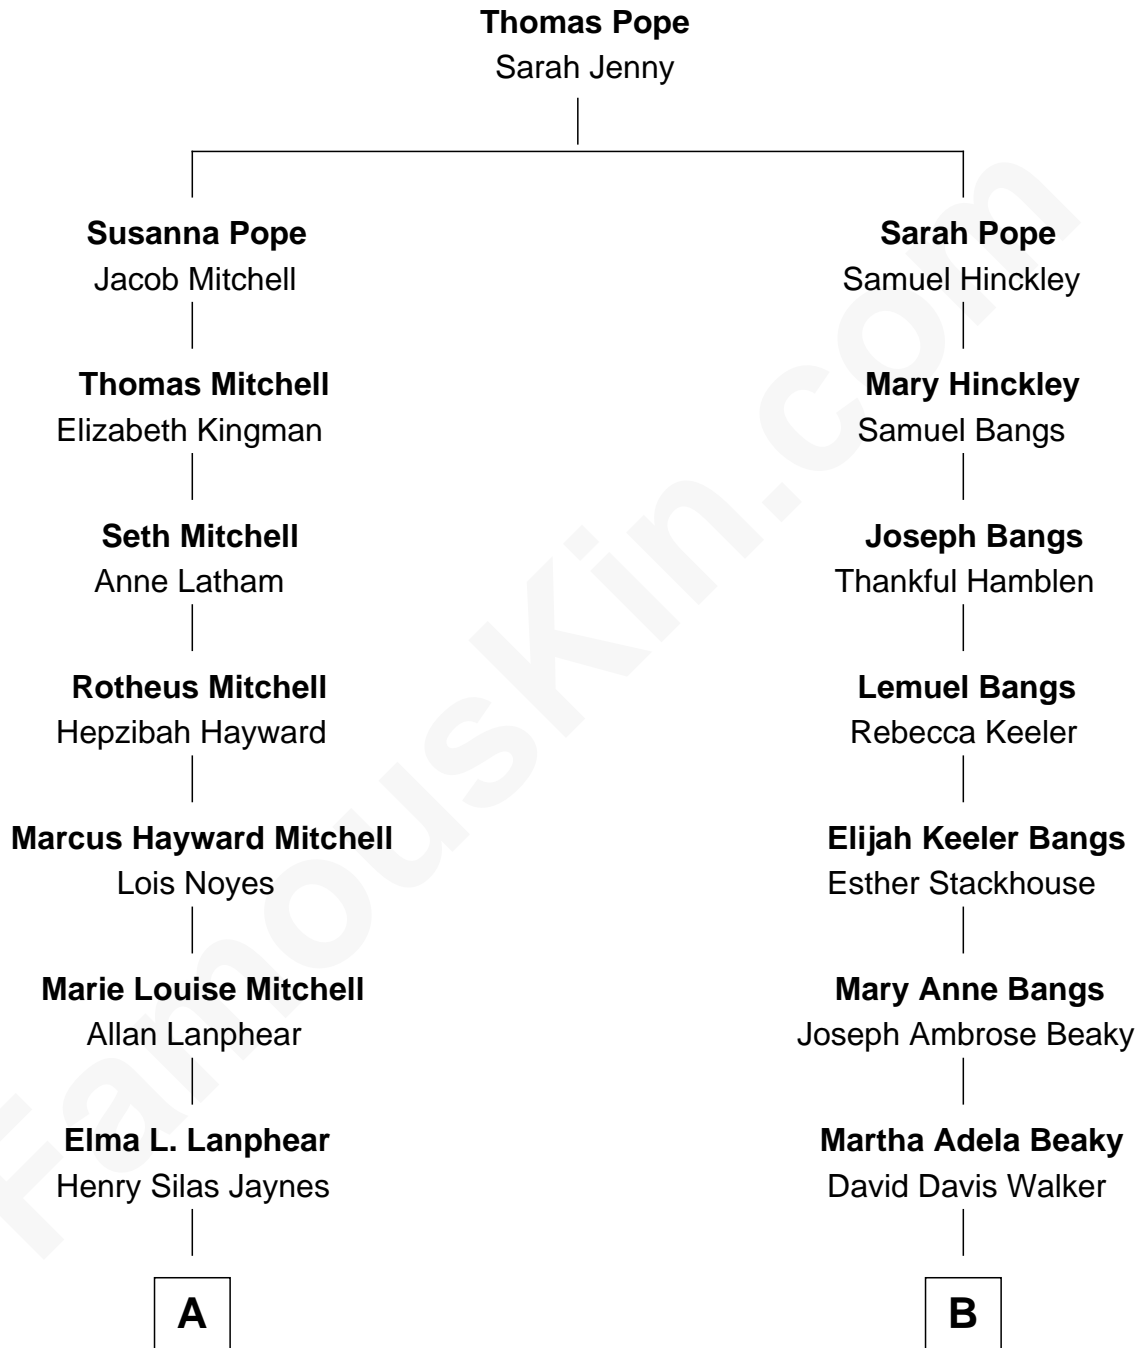 Thomas Pope
Sarah Jenny
Susanna Pope
Jacob Mitchell
Sarah Pope
Samuel Hinckley
Thomas Mitchell
Elizabeth Kingman
Mary Hinckley
Samuel Bangs
Seth Mitchell
Anne Latham
Joseph Bangs
Thankful Hamblen
Rotheus Mitchell
Hepzibah Hayward
Lemuel Bangs
Rebecca Keeler
Marcus Hayward Mitchell
Lois Noyes
Elijah Keeler Bangs
Esther Stackhouse
Marie Louise Mitchell
Allan Lanphear
Mary Anne Bangs
Joseph Ambrose Beaky
Elma L. Lanphear
Henry Silas Jaynes
Martha Adela Beaky
David Davis Walker
A
B
FamousKin.com